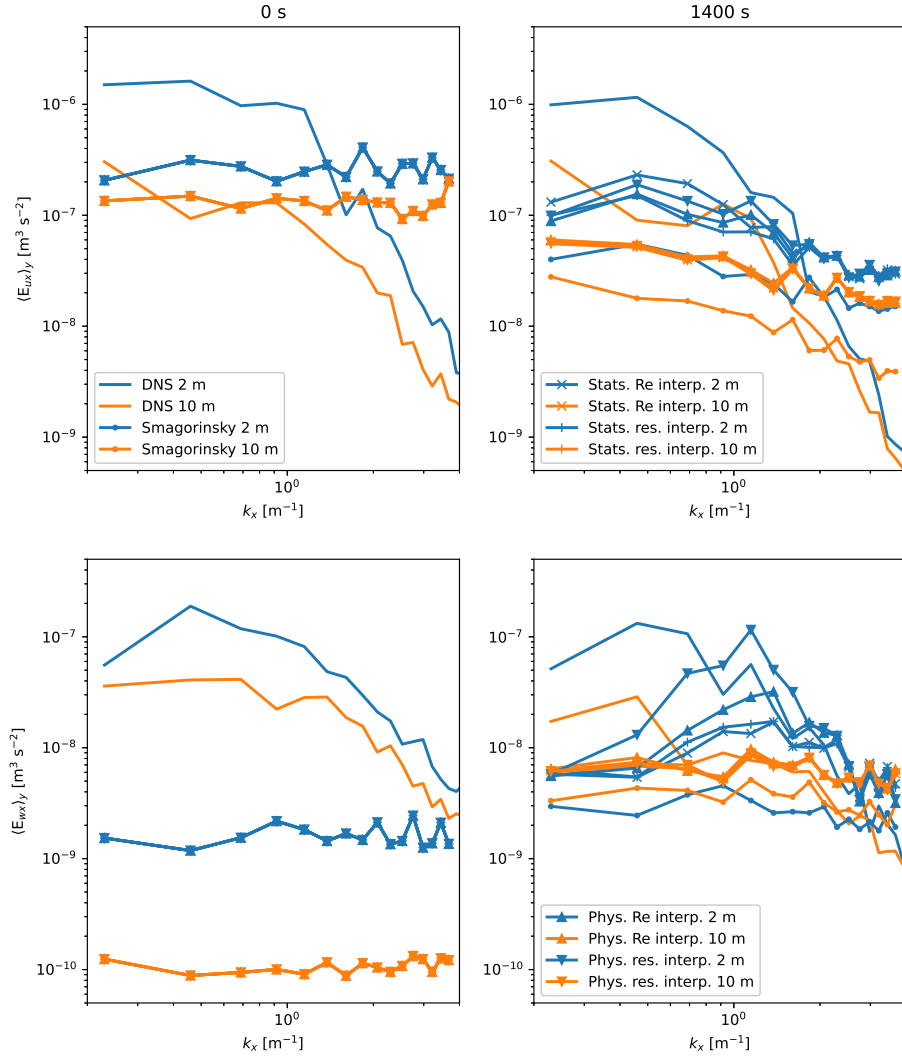 0 s
1400 s
10⁻⁶
10⁻⁷
10⁻⁸
10⁻⁹
⟨E_ux⟩_y [m³ s⁻²]
DNS 2 m
DNS 10 m
Smagorinsky 2 m
Smagorinsky 10 m
10⁰
k_x [m⁻¹]
10⁻⁶
10⁻⁷
10⁻⁸
10⁻⁹
Stats. Re interp. 2 m
Stats. Re interp. 10 m
Stats. res. interp. 2 m
Stats. res. interp. 10 m
10⁰
k_x [m⁻¹]
10⁻⁷
10⁻⁸
10⁻⁹
10⁻¹⁰
⟨E_wx⟩_y [m³ s⁻²]
10⁰
k_x [m⁻¹]
10⁻⁷
10⁻⁸
10⁻⁹
10⁻¹⁰
Phys. Re interp. 2 m
Phys. Re interp. 10 m
Phys. res. interp. 2 m
Phys. res. interp. 10 m
10⁰
k_x [m⁻¹]